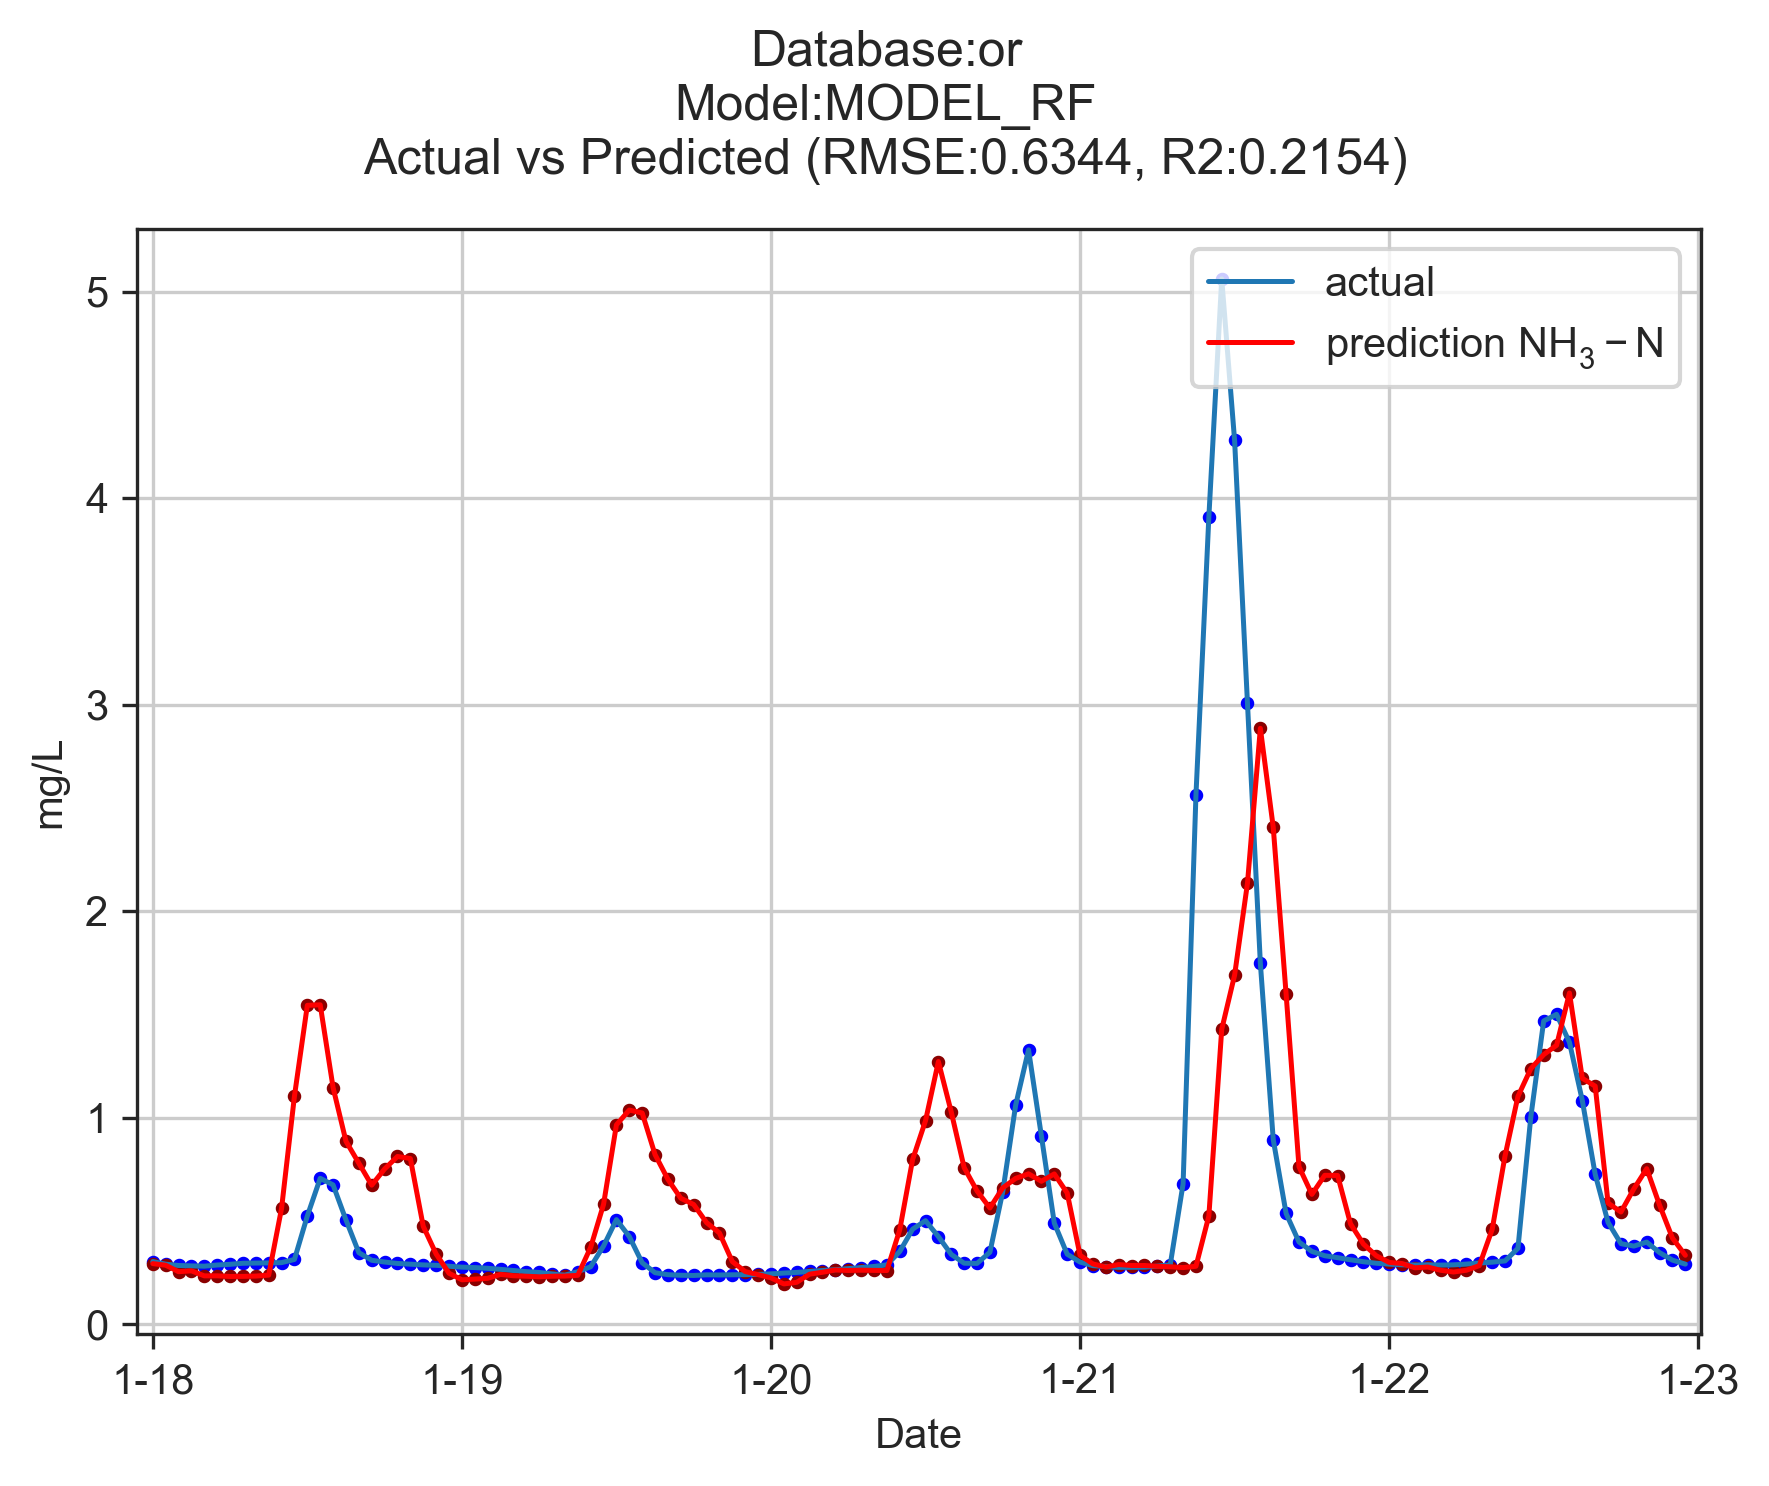 Database:or
Model:MODEL_RF
Actual vs Predicted (RMSE:0.6344, R2:0.2154)
actual
prediction NH₃ − N
5
4
3
2
1
0
mg/L
1-18 1-19 1-20 1-21 1-22 1-23
Date